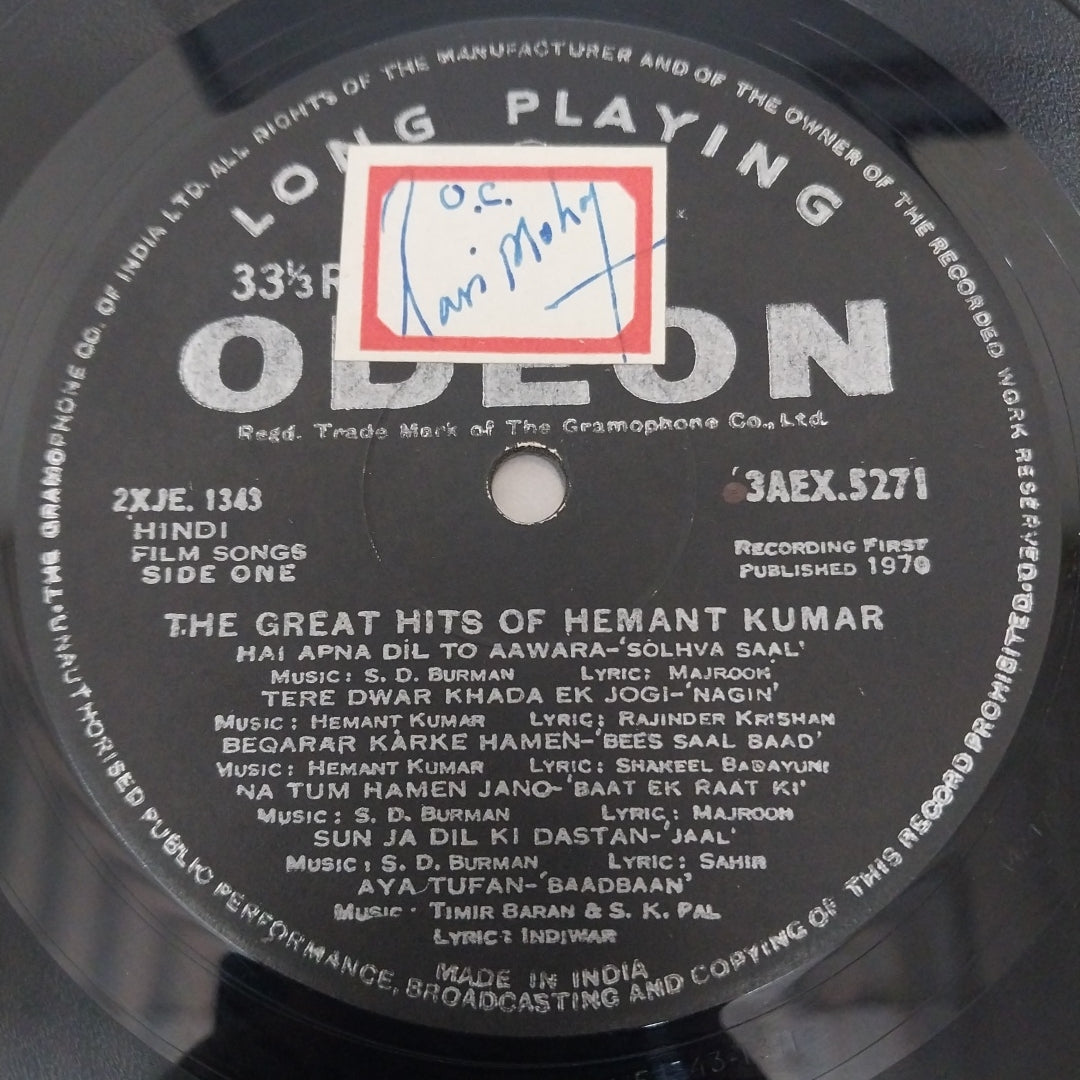 THE GRAMOPHONE CO. OF INDIA LTD. ALL RIGHTS OF THE MANUFACTURER AND OF THE OWNER OF THE RECORDED WORK RESERVED.
UNAUTHORISED PUBLIC PERFORMANCE, BROADCASTING AND COPYING OF THIS RECORD PROHIBITED.
LONG PLAYING
O.C.
33⅓ R
ODEON
Regd. Trade Mark of The Gramophone Co., Ltd.
2XJE. 1343
3AEX.5271
HINDI
FILM SONGS
SIDE ONE
RECORDING FIRST
PUBLISHED 1970
THE GREAT HITS OF HEMANT KUMAR
HAI APNA DIL TO AAWARA-'SOLHVA SAAL'
MUSIC: S. D. BURMAN LYRIC: MAJROOH
TERE DWAR KHADA EK JOGI-'NAGIN'
MUSIC: HEMANT KUMAR LYRIC: RAJINDER KRISHAN
BEQARAR KARKE HAMEN-'BEES SAAL BAAD'
MUSIC: HEMANT KUMAR LYRIC: SHAKEEL BADAYUNI
NA TUM HAMEN JANO-'BAAT EK RAAT KI'
MUSIC: S. D. BURMAN LYRIC: MAJROOH
SUN JA DIL KI DASTAN-'JAAL'
MUSIC: S. D. BURMAN LYRIC: SAHIR
AYA TUFAN-'BAADBAAN'
MUSIC: TIMIR BARAN & S. K. PAL
LYRIC: INDIWAR
MADE IN INDIA